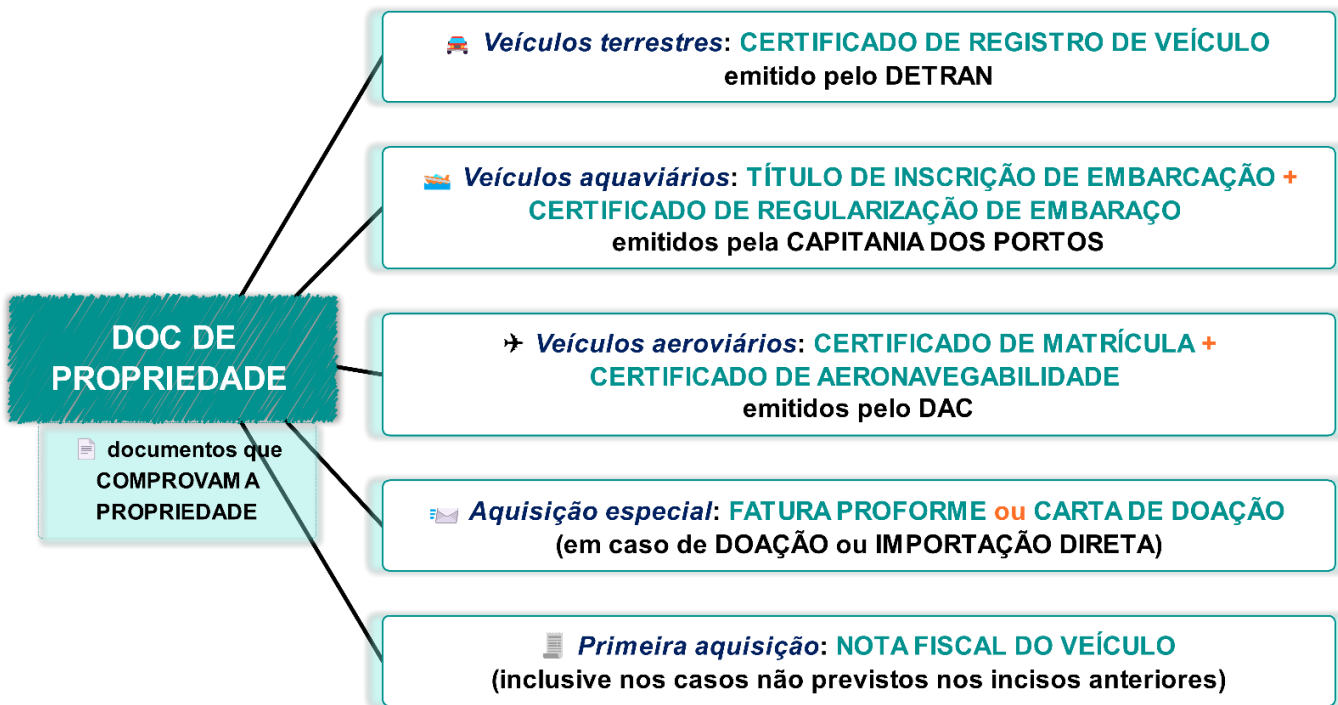 Veículos terrestres: CERTIFICADO DE REGISTRO DE VEÍCULO
emitido pelo DETRAN
Veículos aquaviários: TÍTULO DE INSCRIÇÃO DE EMBARCAÇÃO +
CERTIFICADO DE REGULARIZAÇÃO DE EMBARAÇO
emitidos pela CAPITANIA DOS PORTOS
DOC DE
PROPRIEDADE
documentos que
COMPROVAM A
PROPRIEDADE
Veículos aeroviários: CERTIFICADO DE MATRÍCULA +
CERTIFICADO DE AERONAVEGABILIDADE
emitidos pelo DAC
Aquisição especial: FATURA PROFORME ou CARTA DE DOAÇÃO
(em caso de DOAÇÃO ou IMPORTAÇÃO DIRETA)
Primeira aquisição: NOTA FISCAL DO VEÍCULO
(inclusive nos casos não previstos nos incisos anteriores)